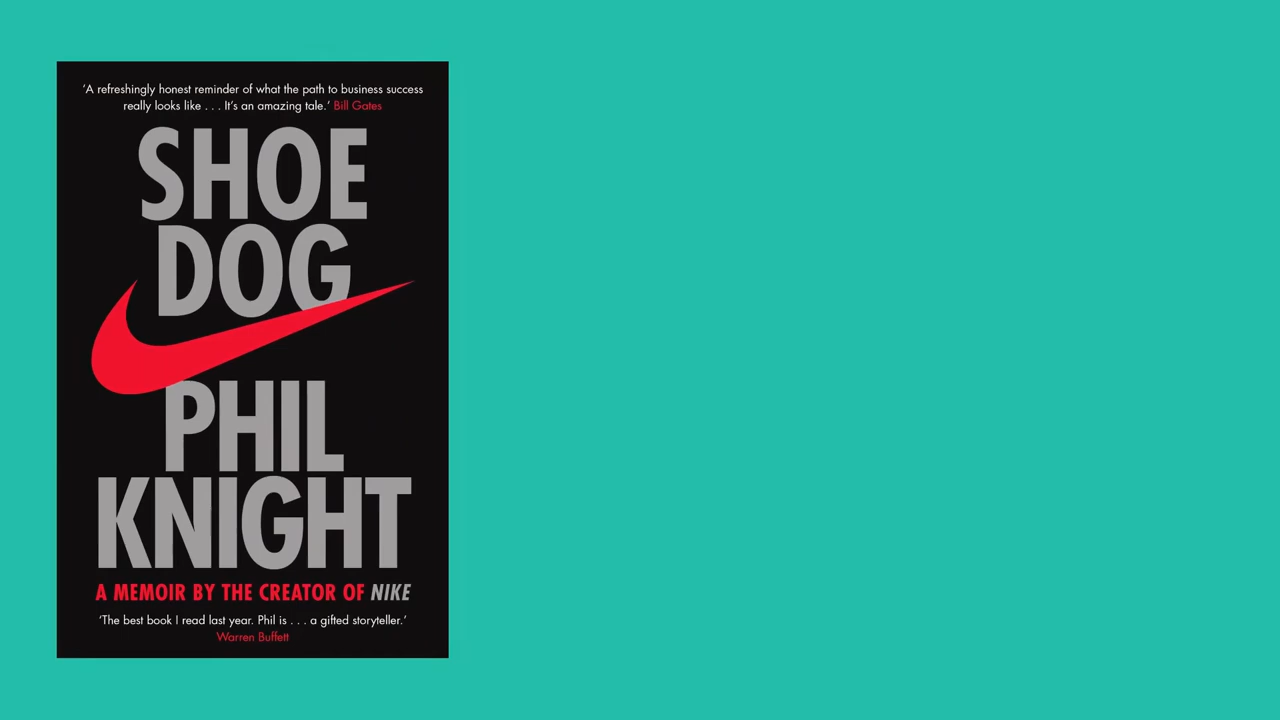 ‘A refreshingly honest reminder of what the path to business success
really looks like . . . It’s an amazing tale.’ Bill Gates
SHOE
DOG
PHIL
KNIGHT
A MEMOIR BY THE CREATOR OF NIKE
‘The best book I read last year. Phil is . . . a gifted storyteller.’
Warren Buffett